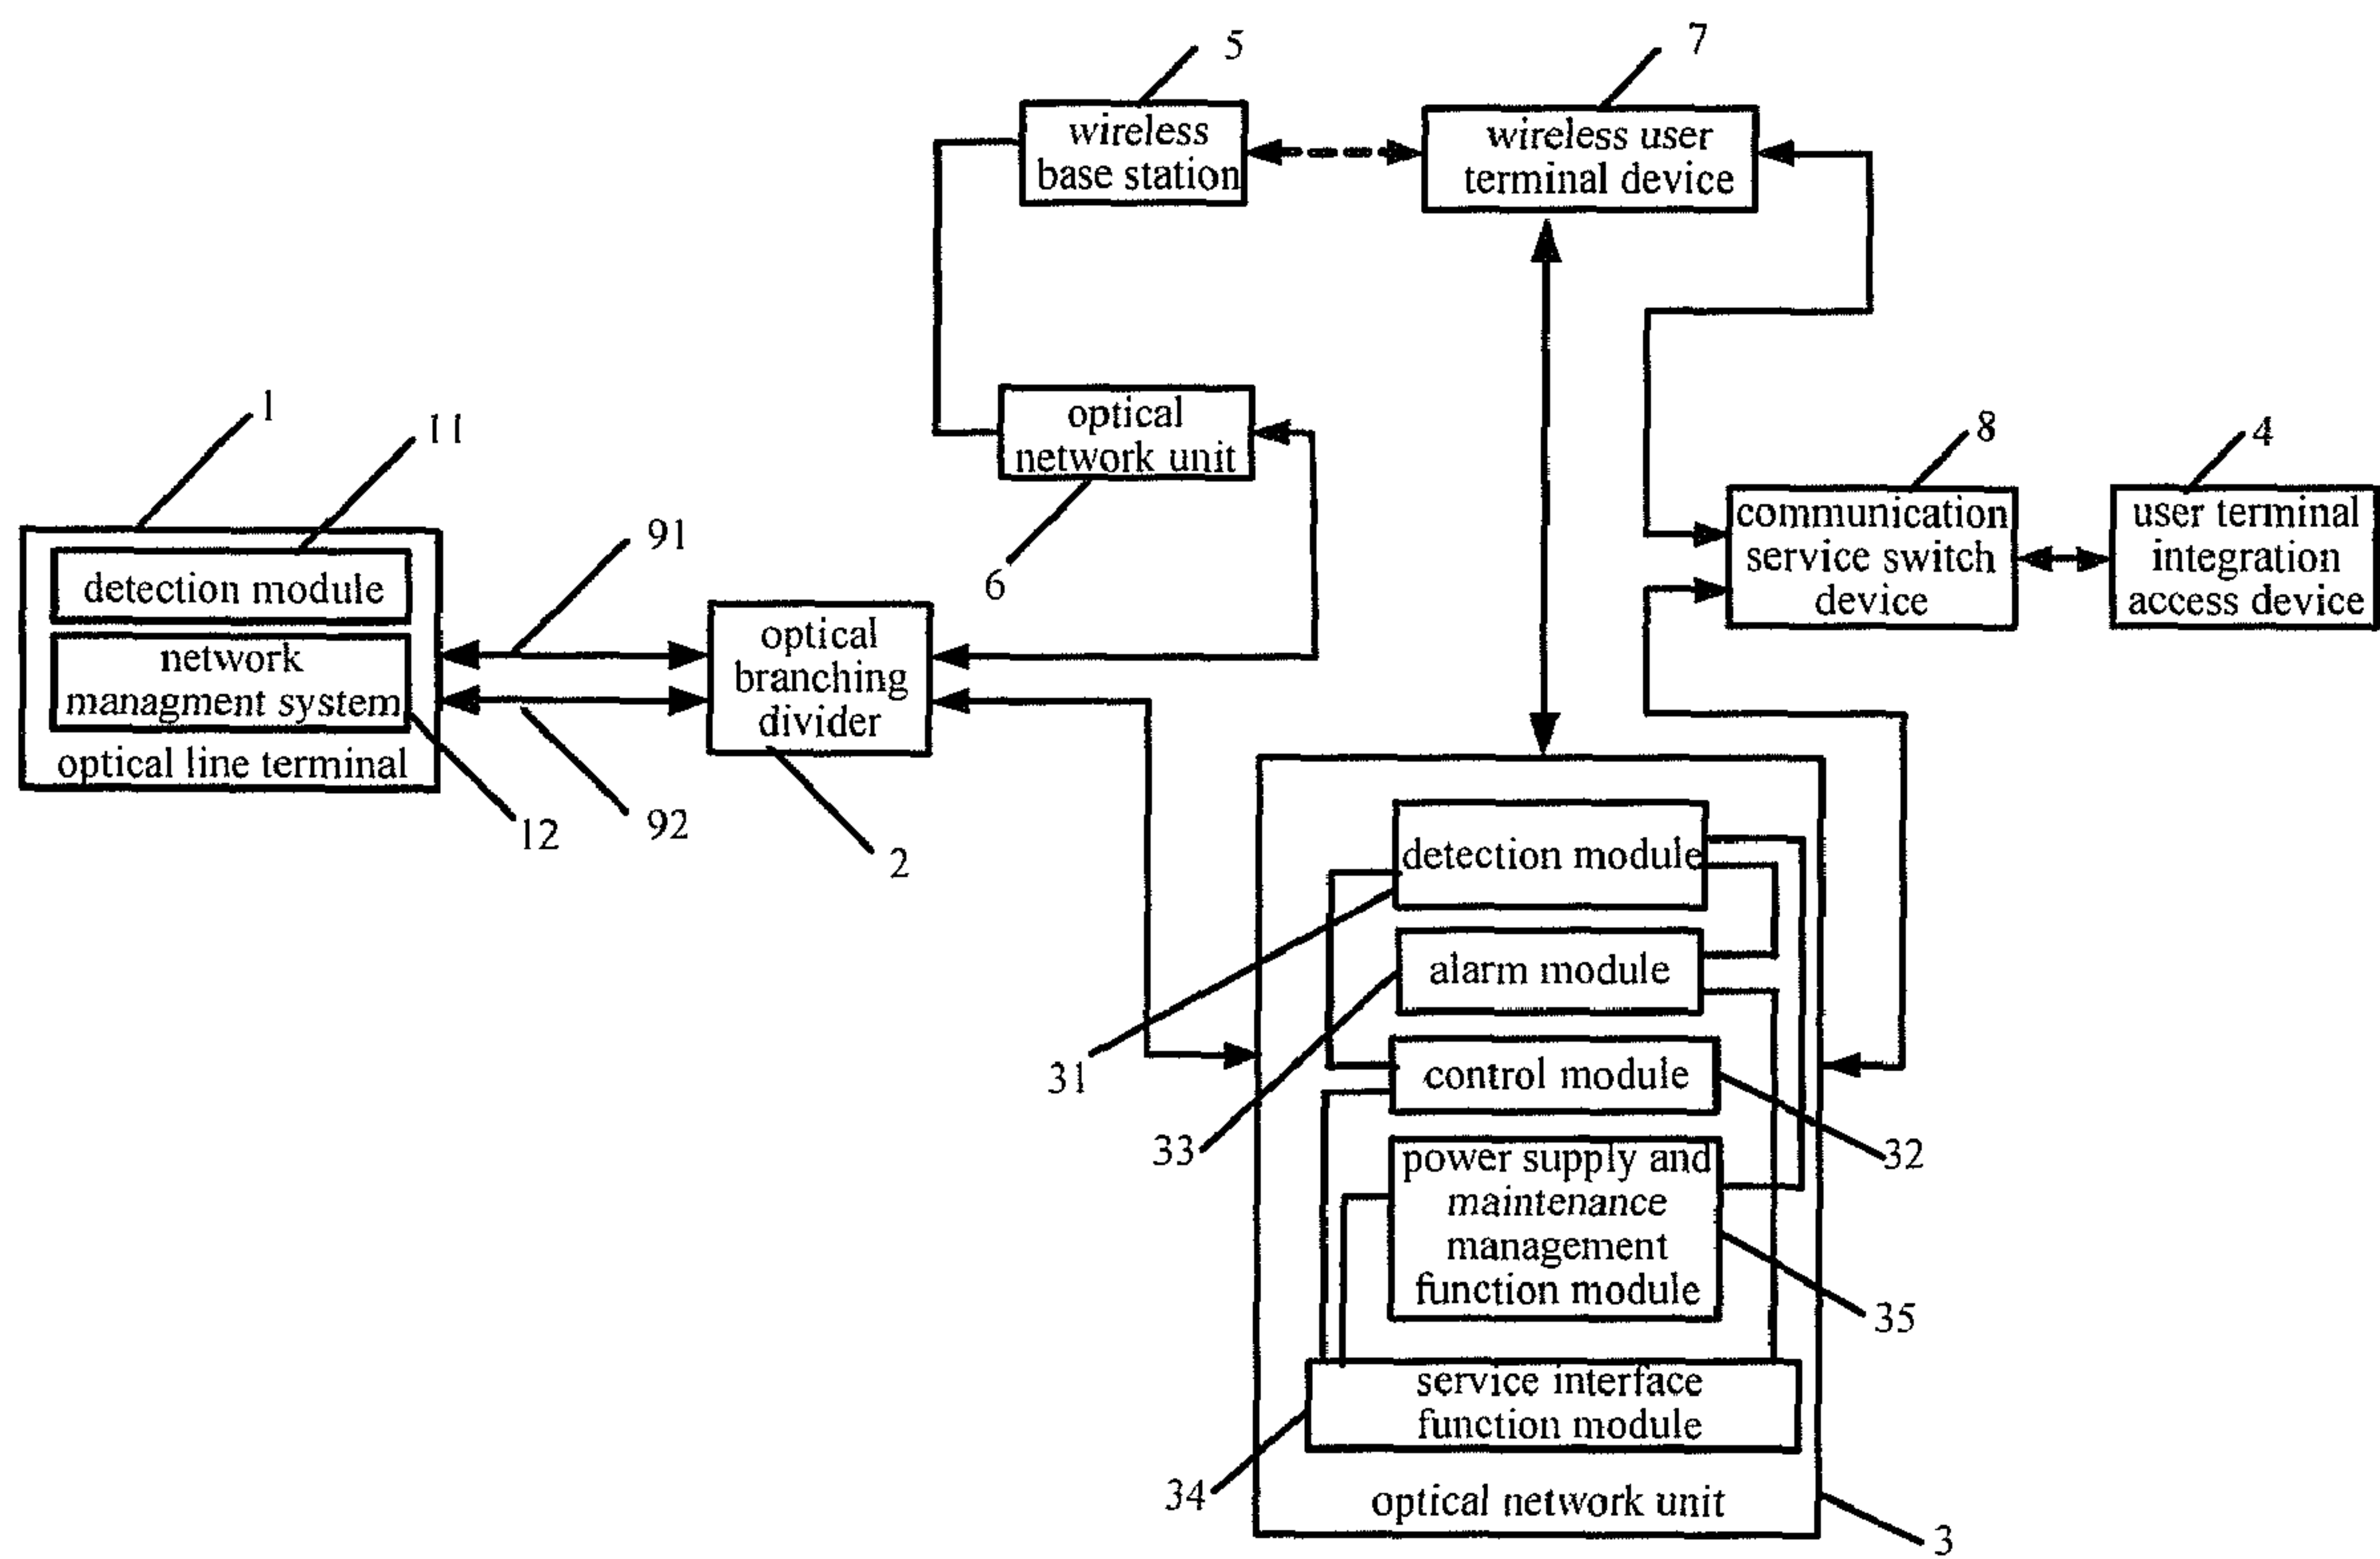 5
7
wireless
base station
wireless user
terminal device
1
11
optical
network unit
8
4
detection module
91
6
communication
service switch
device
user terminal
integration
access device
network
managment system
optical line terminal
optical
branching
divider
12
92
2
detection module
alarm module
31
control module
33
32
power supply and
maintenance
management
function module
35
service interface
function module
34
optical network unit
3